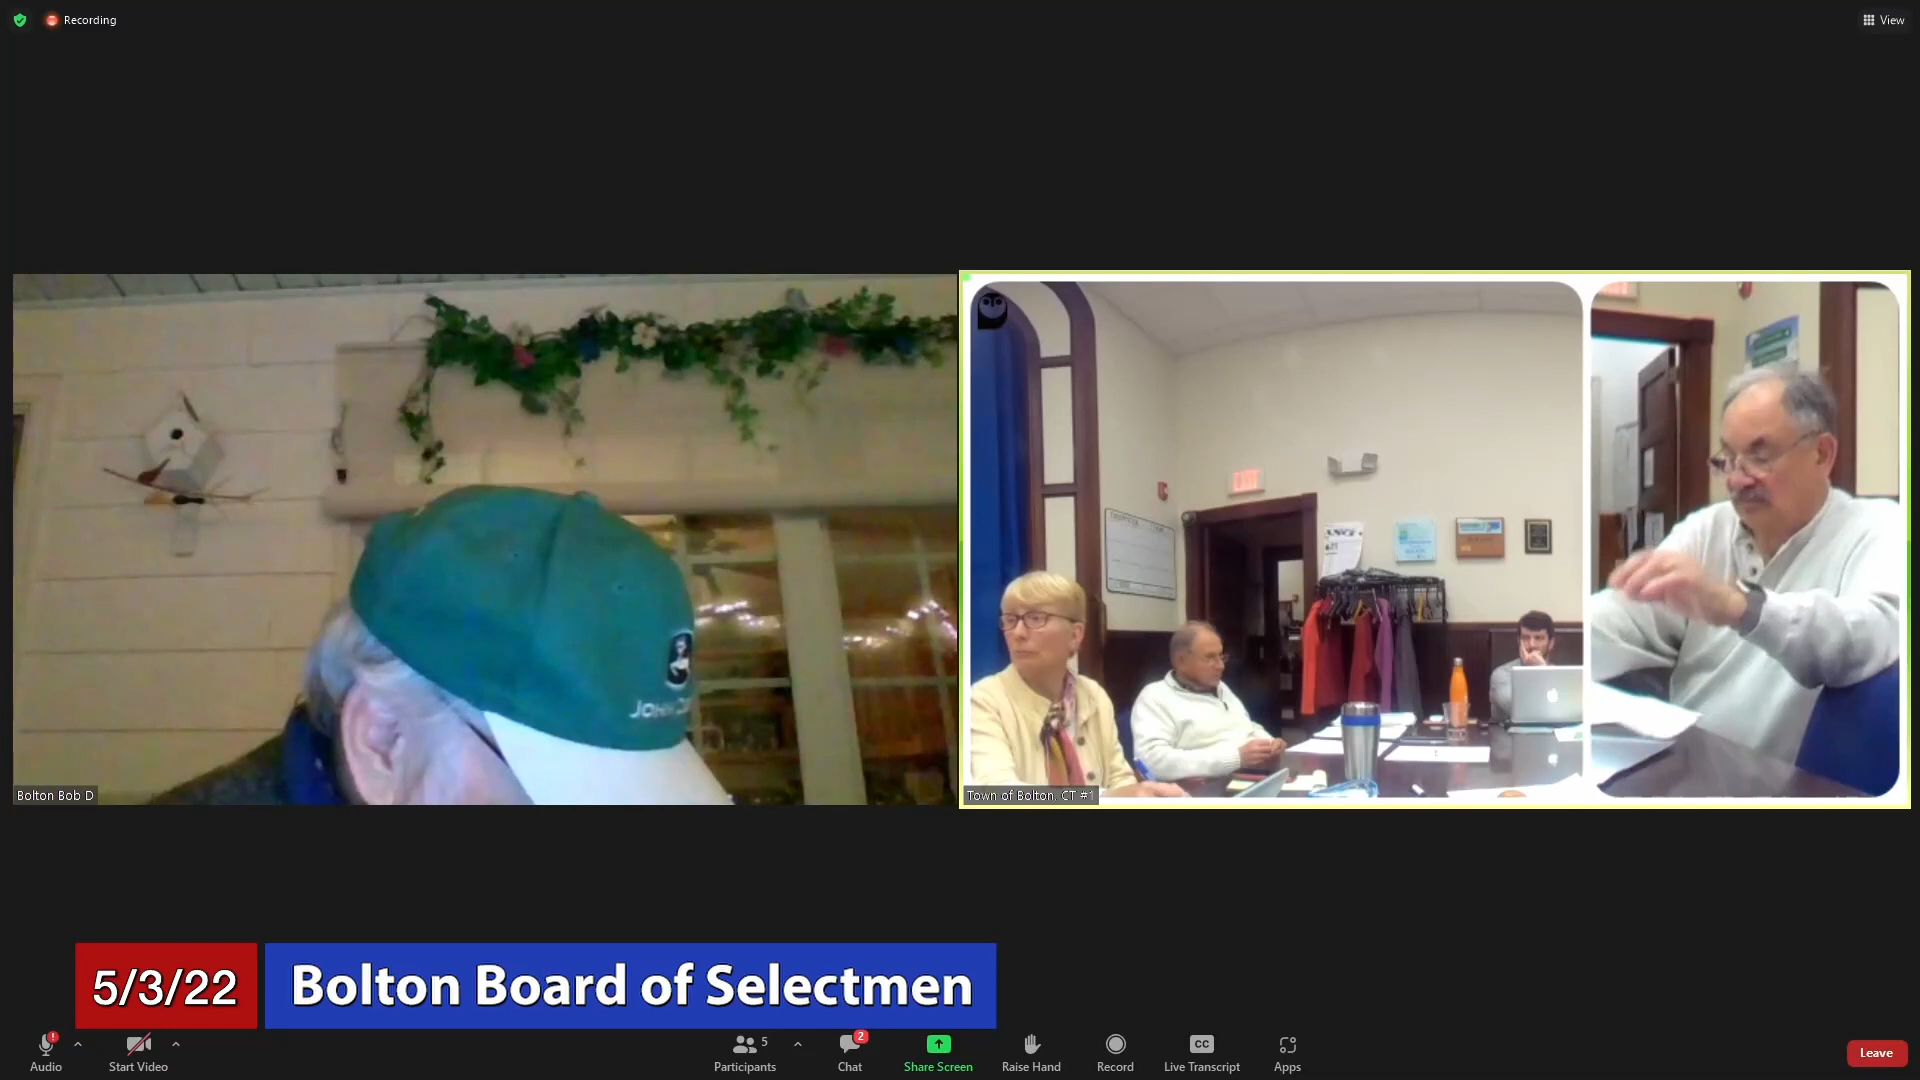 Recording
View
Bolton Bob D
Town of Bolton, CT #1
5/3/22
Bolton Board of Selectmen
Audio
Start Video
5
Participants
2
Chat
Share Screen
Raise Hand
Record
CC
Live Transcript
Apps
Leave